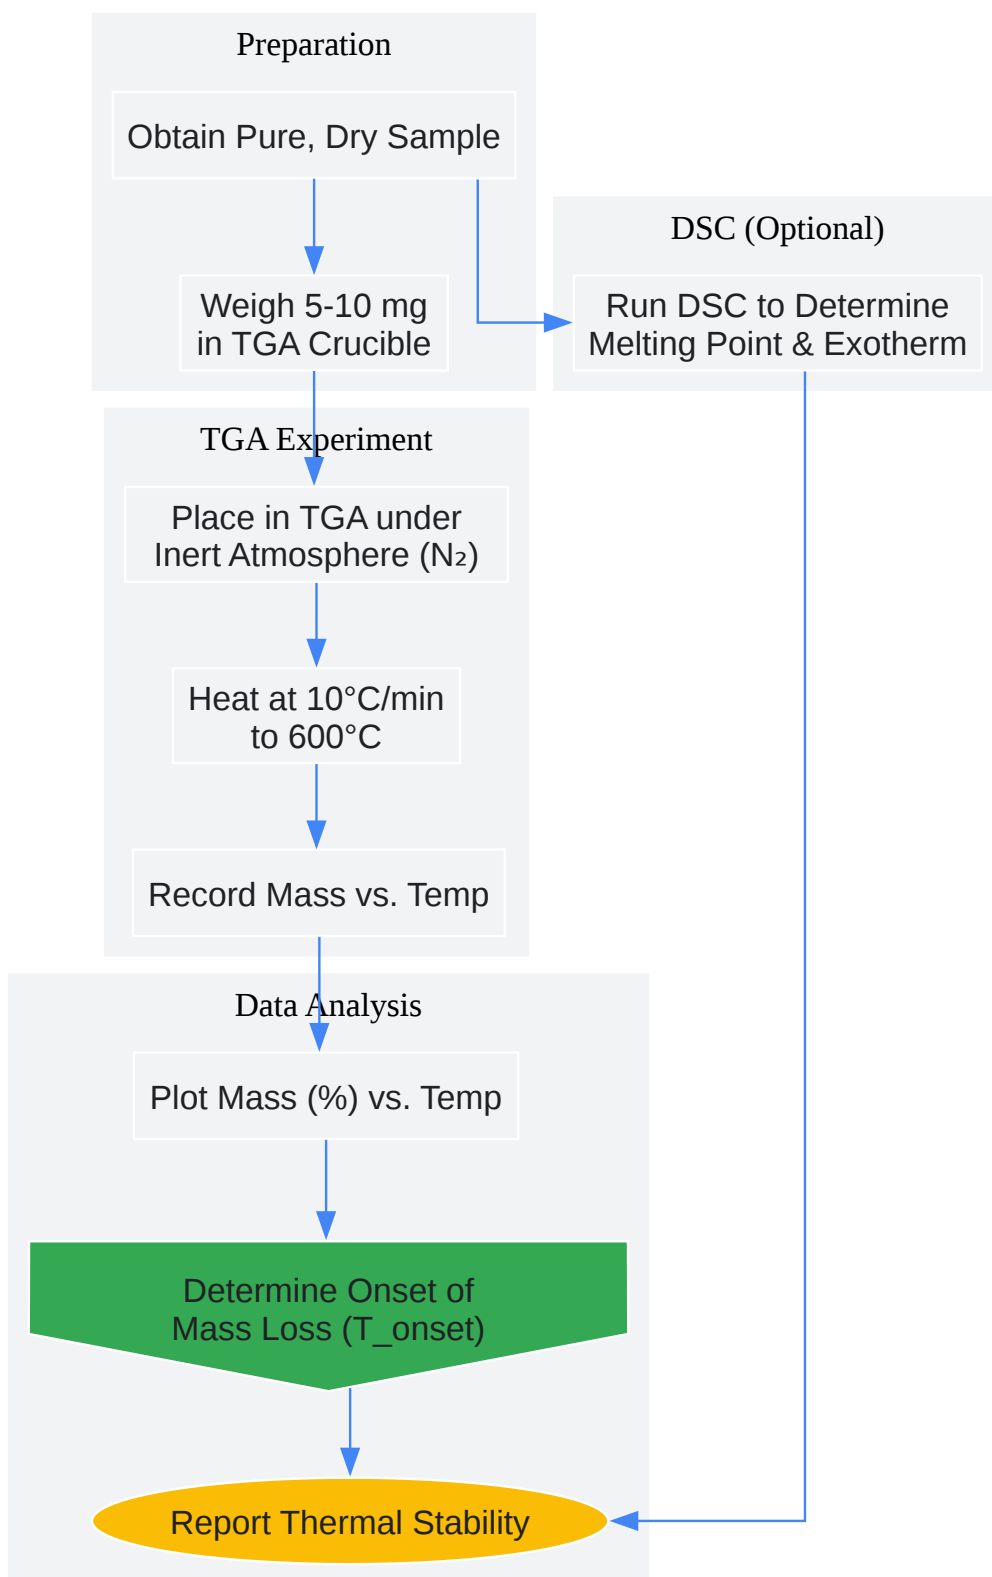 Preparation
Obtain Pure, Dry Sample
DSC (Optional)
Weigh 5-10 mg
in TGA Crucible
Run DSC to Determine
Melting Point & Exotherm
TGA Experiment
Place in TGA under
Inert Atmosphere (N₂)
Heat at 10°C/min
to 600°C
Record Mass vs. Temp
Data Analysis
Plot Mass (%) vs. Temp
Determine Onset of
Mass Loss (T_onset)
Report Thermal Stability